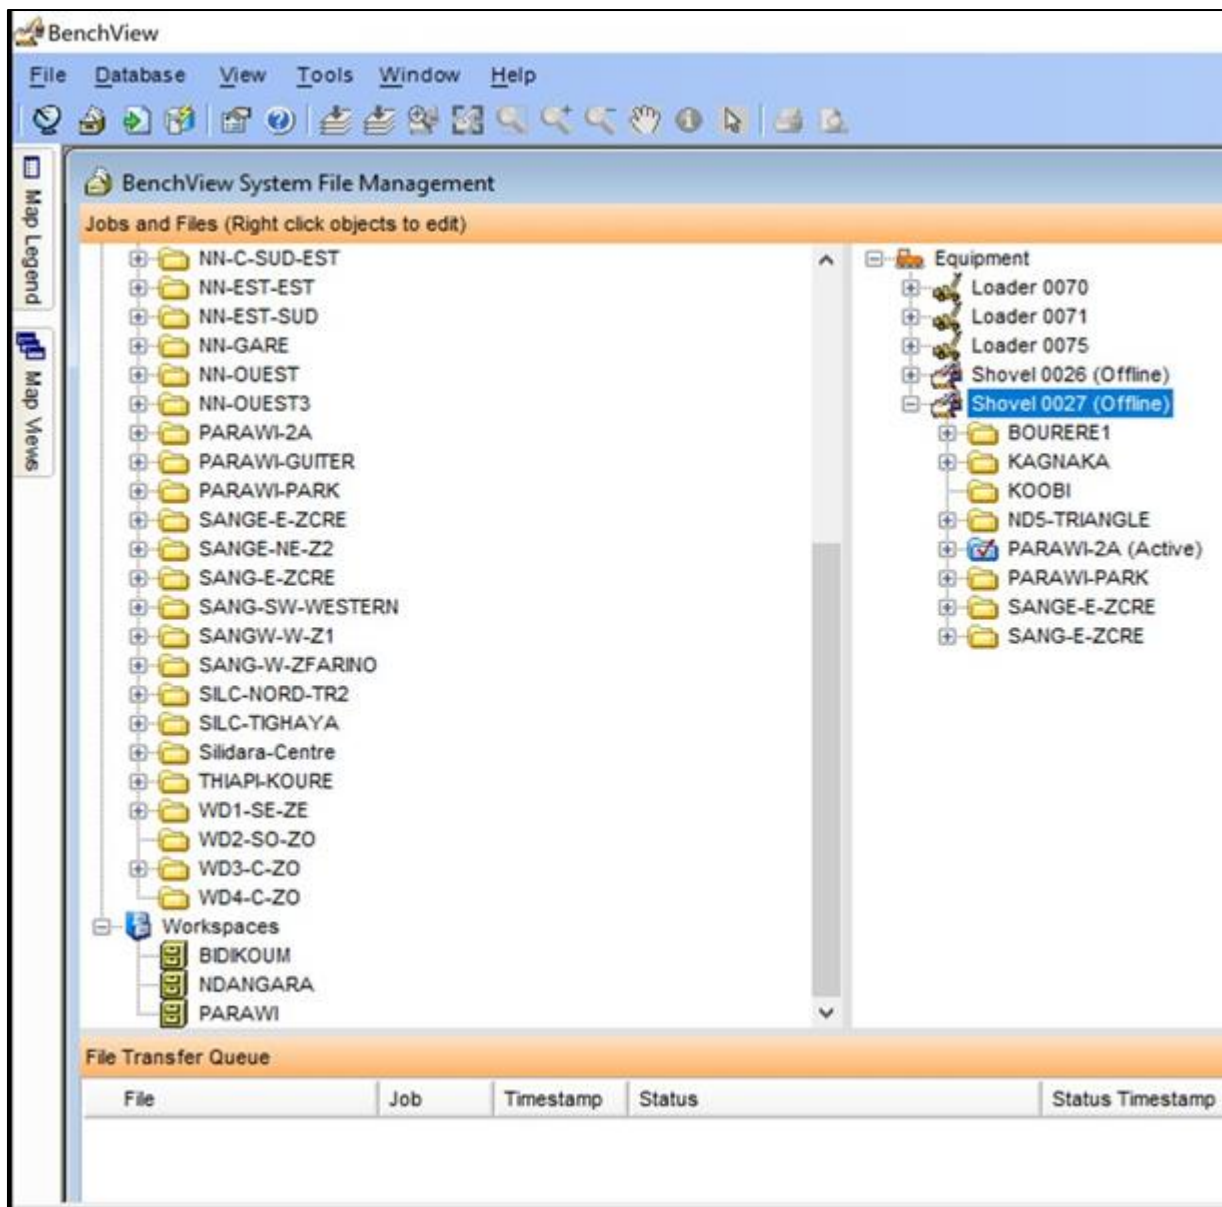 BenchView
File Database View Tools Window Help
Map Legend
Map Views
BenchView System File Management
Jobs and Files (Right click objects to edit)
NN-C-SUD-EST
NN-EST-EST
NN-EST-SUD
NN-GARE
NN-OUEST
NN-OUEST3
PARAWI-2A
PARAWI-GUITER
PARAWI-PARK
SANGE-E-ZCRE
SANGE-NE-Z2
SANG-E-ZCRE
SANG-SW-WESTERN
SANGW-W-Z1
SANG-W-ZFARINO
SILC-NORD-TR2
SILC-TIGHAYA
Silidara-Centre
THIAPI-KOURE
WD1-SE-ZE
WD2-SO-ZO
WD3-C-ZO
WD4-C-ZO
Workspaces
BIDIKOUM
NDANGARA
PARAWI
Equipment
Loader 0070
Loader 0071
Loader 0075
Shovel 0026 (Offline)
Shovel 0027 (Offline)
BOURERE1
KAGNAKA
KOOBI
ND5-TRIANGLE
PARAWI-2A (Active)
PARAWI-PARK
SANGE-E-ZCRE
SANG-E-ZCRE
File Transfer Queue
File Job Timestamp Status Status Timestamp